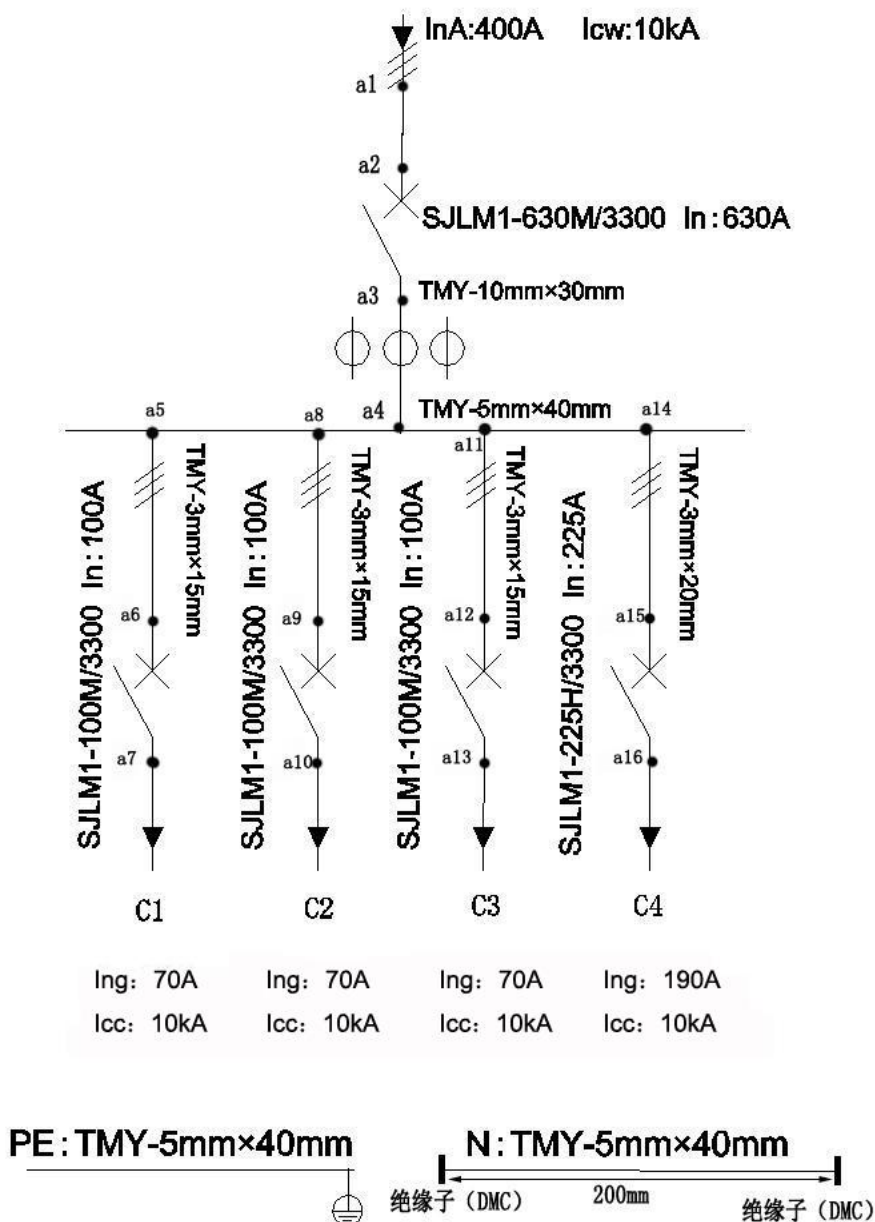 InA:400A Icw:10kA
a1
a2
SJLM1-630M/3300 In:630A
a3 TMY-10mm×30mm
a5 a8 a4 TMY-5mm×40mm a14
a11
SJLM1-100M/3300 In:100A
TMY-3mm×15mm
SJLM1-100M/3300 In:100A
TMY-3mm×15mm
SJLM1-100M/3300 In:100A
TMY-3mm×15mm
SJLM1-225H/3300 In:225A
TMY-3mm×20mm
a6 a9 a12 a15
a7 a10 a13 a16
C1 C2 C3 C4
Ing: 70A Ing: 70A Ing: 70A Ing: 190A
Icc: 10kA Icc: 10kA Icc: 10kA Icc: 10kA
PE:TMY-5mm×40mm N:TMY-5mm×40mm
绝缘子(DMC) 200mm 绝缘子(DMC)